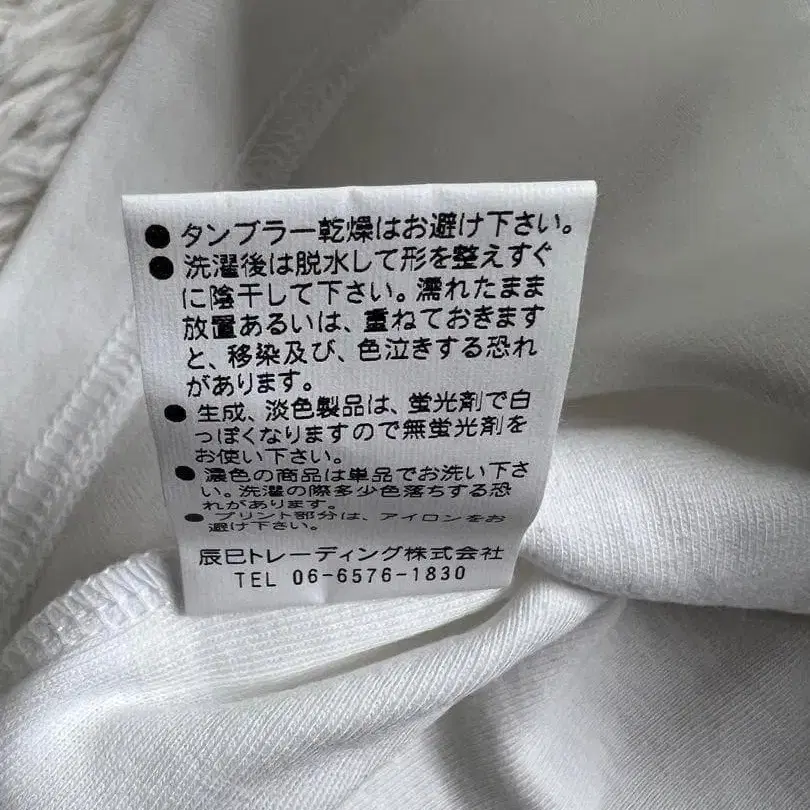 ●タンブラー乾燥はお避け下さい。
●洗濯後は脱水して形を整えすぐ
に陰干して下さい。濡れたまま
放置あるいは、重ねておきます
と、移染及び、色泣きする恐れ
があります。
●生成、淡色製品は、蛍光剤で白
っぽくなりますので無蛍光剤を
お使い下さい。
●濃色の商品は単品でお洗い下さ
い。洗濯の際多少色落ちする恐
れがあります。
●プリント部分は、アイロンをお
避け下さい。
辰巳トレーディング株式会社
TEL 06-6576-1830